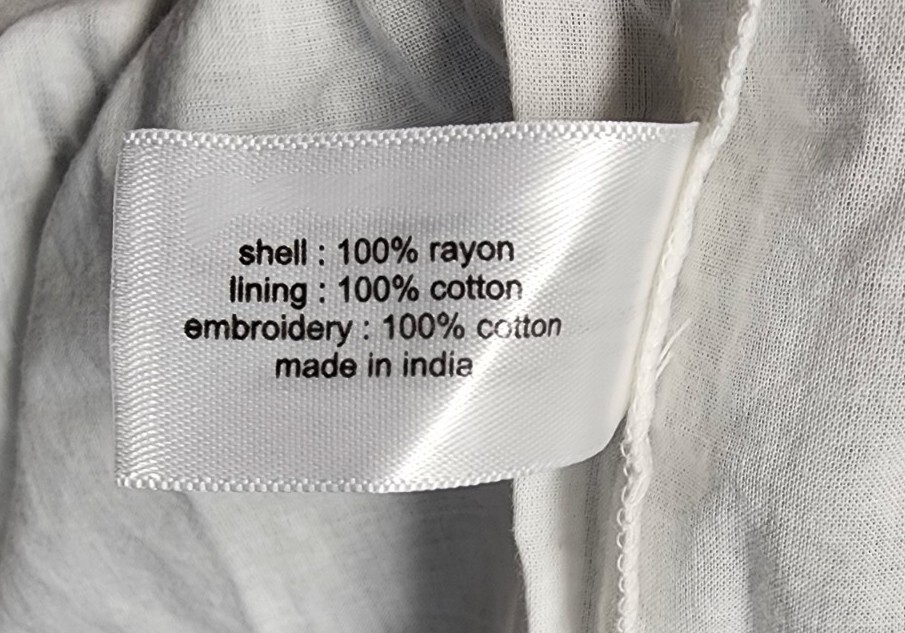 shell : 100% rayon
lining : 100% cotton
embroidery : 100% cotton
made in india